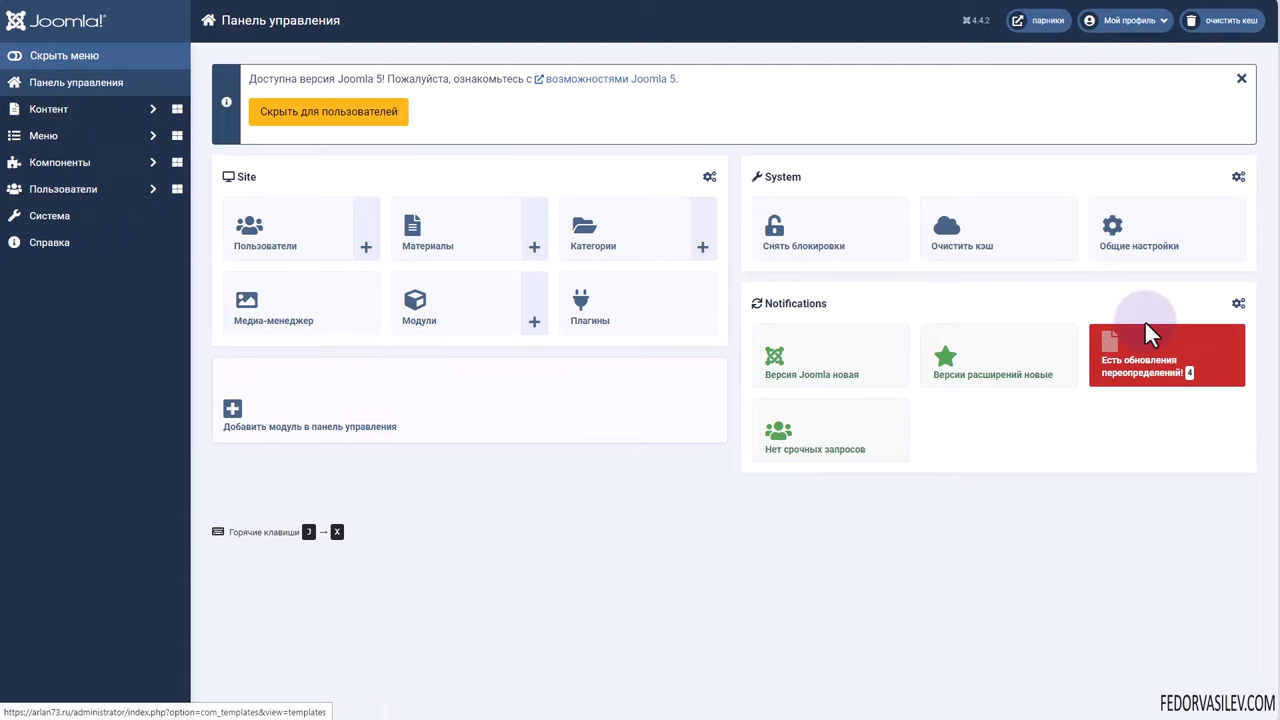 Joomla!
Панель управления
4.4.2
парники
Мой профиль
очистить кеш
Скрыть меню
Панель управления
Контент
Меню
Компоненты
Пользователи
Система
Справка
Доступна версия Joomla 5! Пожалуйста, ознакомьтесь с возможностями Joomla 5.
Скрыть для пользователей
Site
Пользователи
Материалы
Категории
Медиа-менеджер
Модули
Плагины
Добавить модуль в панель управления
System
Снять блокировки
Очистить кэш
Общие настройки
Notifications
Версия Joomla новая
Версии расширений новые
Есть обновления
переопределений! 4
Нет срочных запросов
Горячие клавиши J → X
https://arlan73.ru/administrator/index.php?option=com_templates&view=templates
FEDORVASILEV.COM